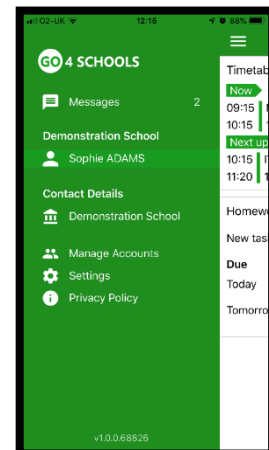 O2-UK 12:15 88%
GO 4 SCHOOLS
Messages 2
Demonstration School
Sophie ADAMS
Contact Details
Demonstration School
Manage Accounts
Settings
Privacy Policy
v1.0.0.68826
Timetab
Now
09:15
10:15
Next up
10:15
11:20
Homewo
New tas
Due
Today
Tomorro